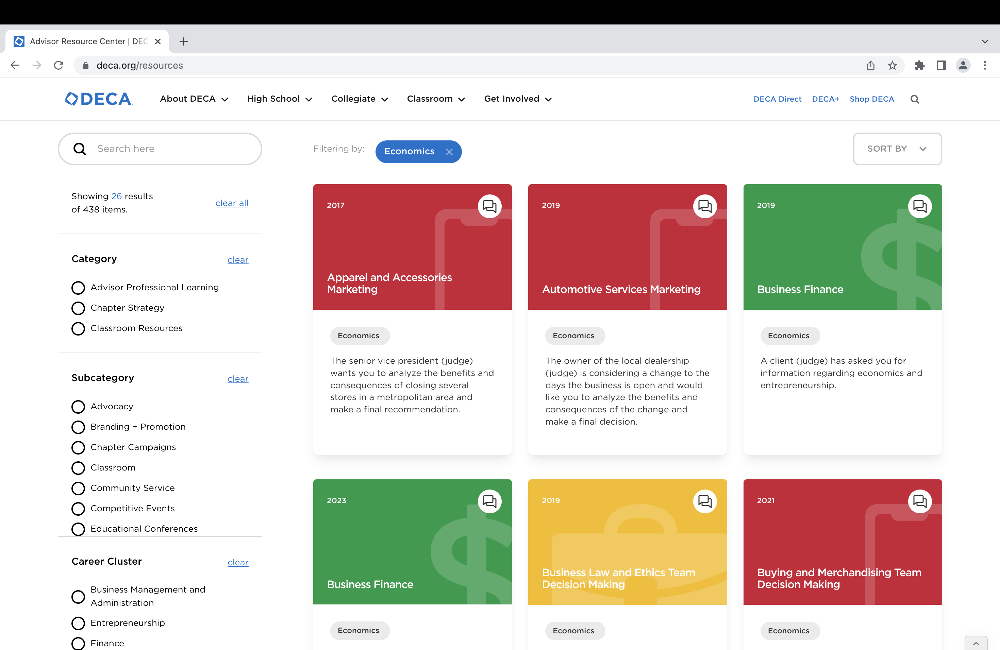 Advisor Resource Center | DEC
deca.org/resources
DECA
About DECA
High School
Collegiate
Classroom
Get Involved
DECA Direct
DECA+
Shop DECA
Search here
Filtering by:
Economics
SORT BY
Showing 26 results
of 438 items.
clear all
Category
clear
Advisor Professional Learning
Chapter Strategy
Classroom Resources
Subcategory
clear
Advocacy
Branding + Promotion
Chapter Campaigns
Classroom
Community Service
Competitive Events
Educational Conferences
Career Cluster
clear
Business Management and
Administration
Entrepreneurship
Finance
2017
Apparel and Accessories
Marketing
Economics
The senior vice president (judge)
wants you to analyze the benefits and
consequences of closing several
stores in a metropolitan area and
make a final recommendation.
2019
Automotive Services Marketing
Economics
The owner of the local dealership
(judge) is considering a change to the
days the business is open and would
like you to analyze the benefits and
consequences of the change and
make a final decision.
2019
Business Finance
Economics
A client (judge) has asked you for
information regarding economics and
entrepreneurship.
2023
Business Finance
Economics
2019
Business Law and Ethics Team
Decision Making
Economics
2021
Buying and Merchandising Team
Decision Making
Economics